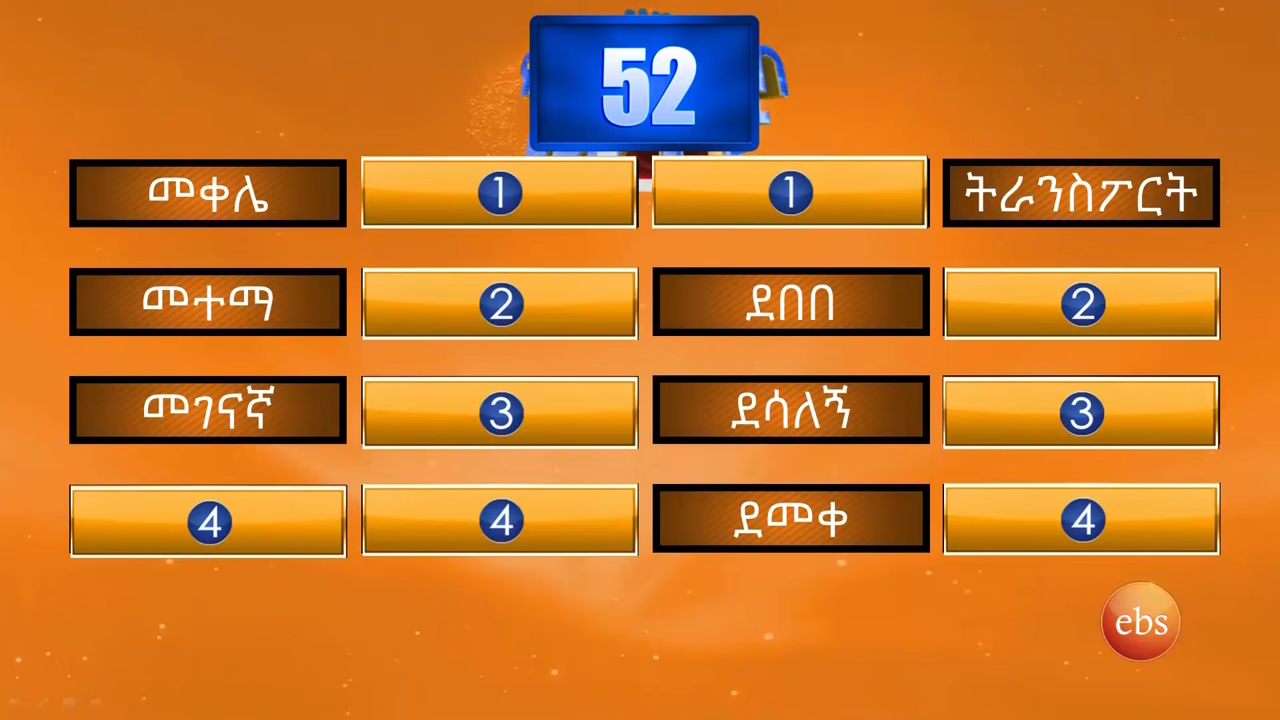 52
መቀሌ 1 1 ትራንስፖርት
መተማ 2 ደበበ 2
መገናኛ 3 ደሳለኝ 3
4 4 ደመቀ 4
ebs